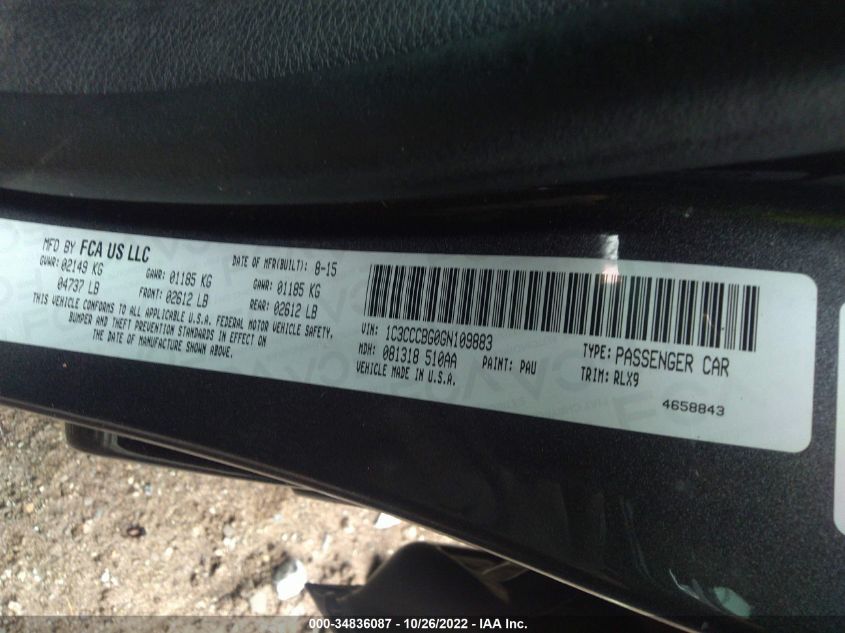 MFD BY FCA US LLC
DATE OF MFR(BUILT): 8-15
GVWR: 02149 KG
GAWR: 01185 KG
GAWR: 01185 KG
04737 LB
FRONT: 02612 LB
REAR: 02612 LB
THIS VEHICLE CONFORMS TO ALL APPLICABLE U.S.A. FEDERAL MOTOR VEHICLE SAFETY,
BUMPER AND THEFT PREVENTION STANDARDS IN EFFECT ON
THE DATE OF MANUFACTURE SHOWN ABOVE.
VIN: 1C3CCCBG0GN109883
TYPE: PASSENGER CAR
MDH: 081318 510AA
PAINT: PAU
TRIM: RLX9
VEHICLE MADE IN U.S.A.
4658843
000-34836087 - 10/26/2022 - IAA Inc.